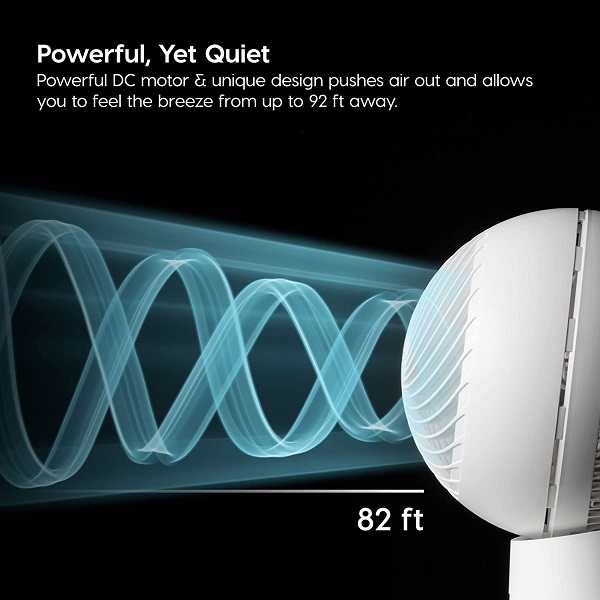 Powerful, Yet Quiet
Powerful DC motor & unique design pushes air out and allows
you to feel the breeze from up to 92 ft away.
82 ft